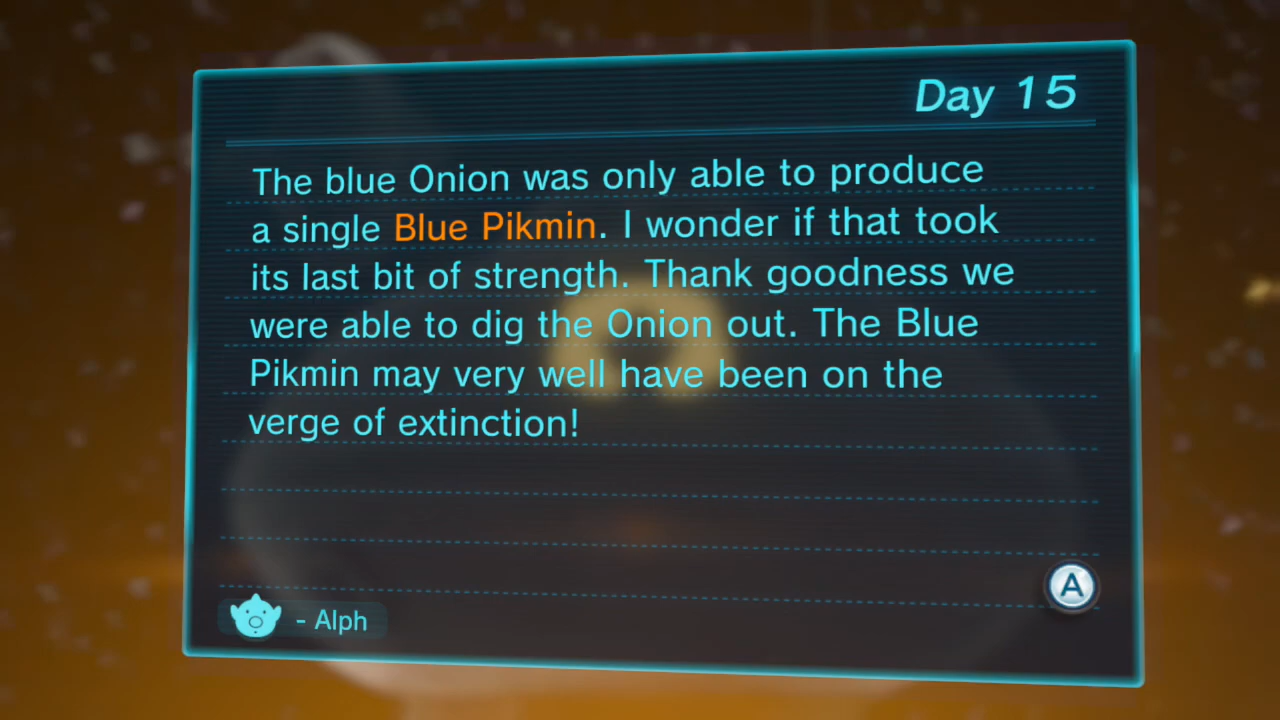 Day 15
The blue Onion was only able to produce
a single Blue Pikmin. I wonder if that took
its last bit of strength. Thank goodness we
were able to dig the Onion out. The Blue
Pikmin may very well have been on the
verge of extinction!
A
- Alph